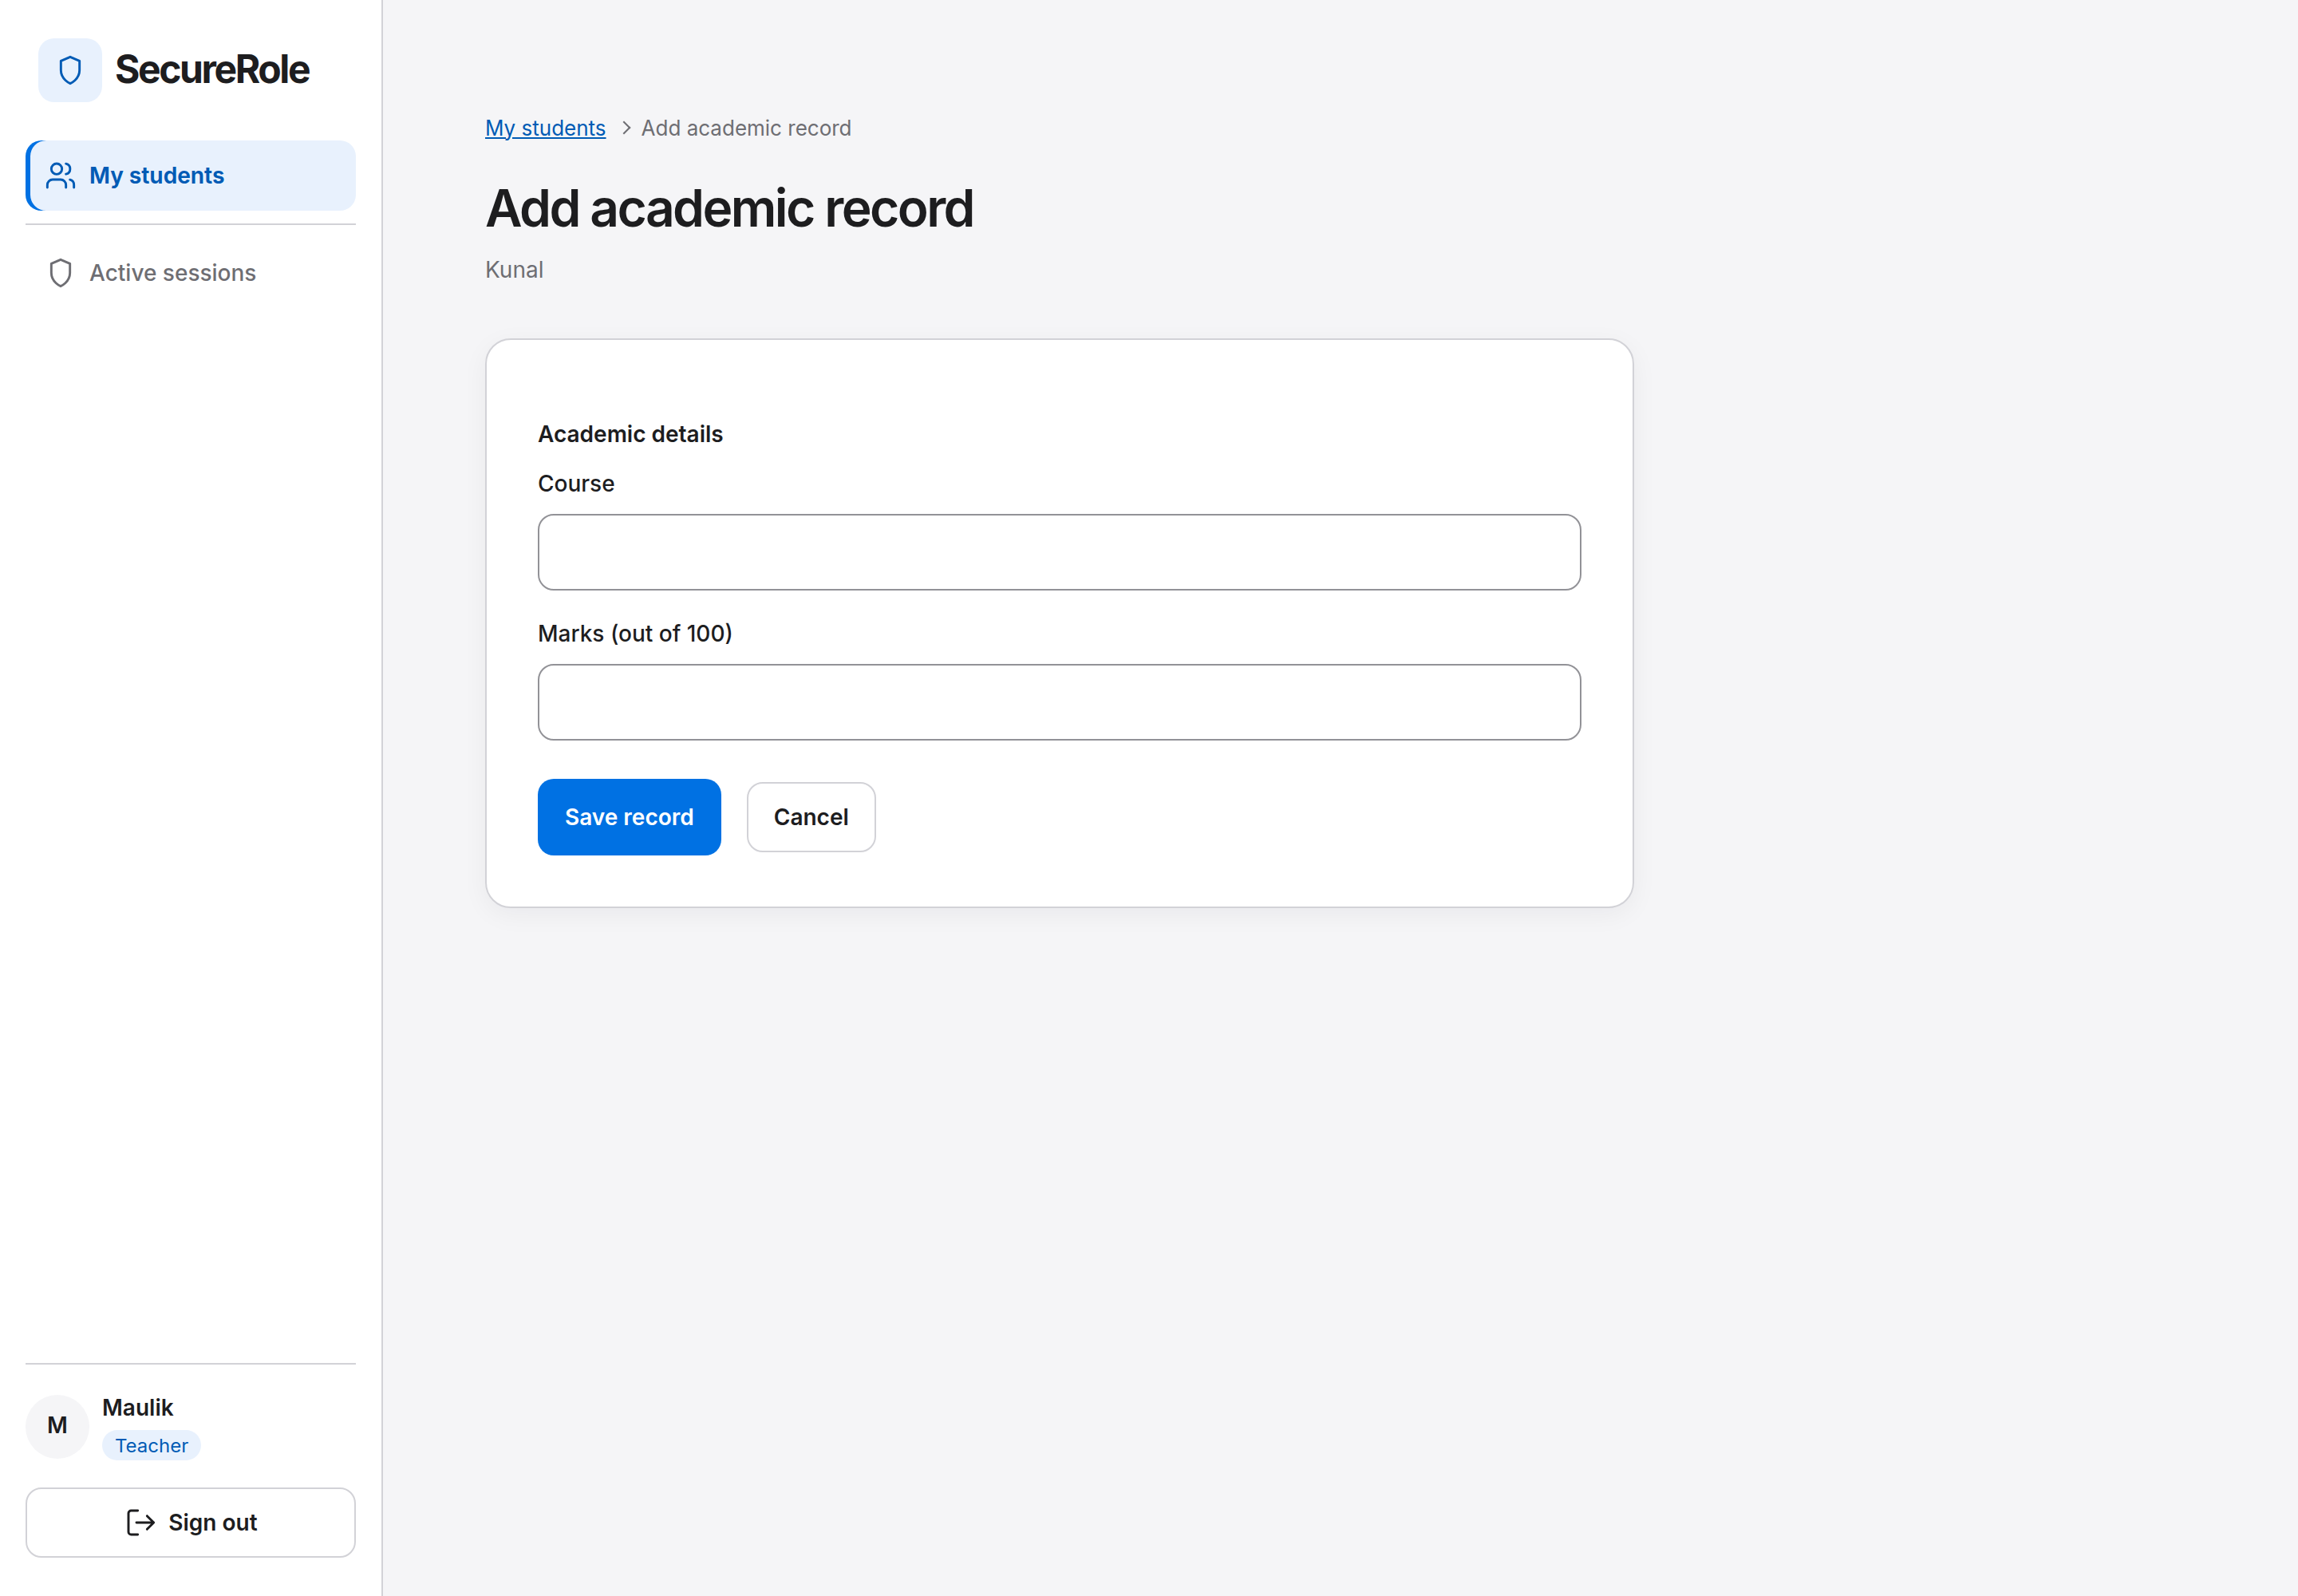 SecureRole
My students
Active sessions
My students > Add academic record
Add academic record
Kunal
Academic details
Course
Marks (out of 100)
Save record
Cancel
M
Maulik
Teacher
Sign out